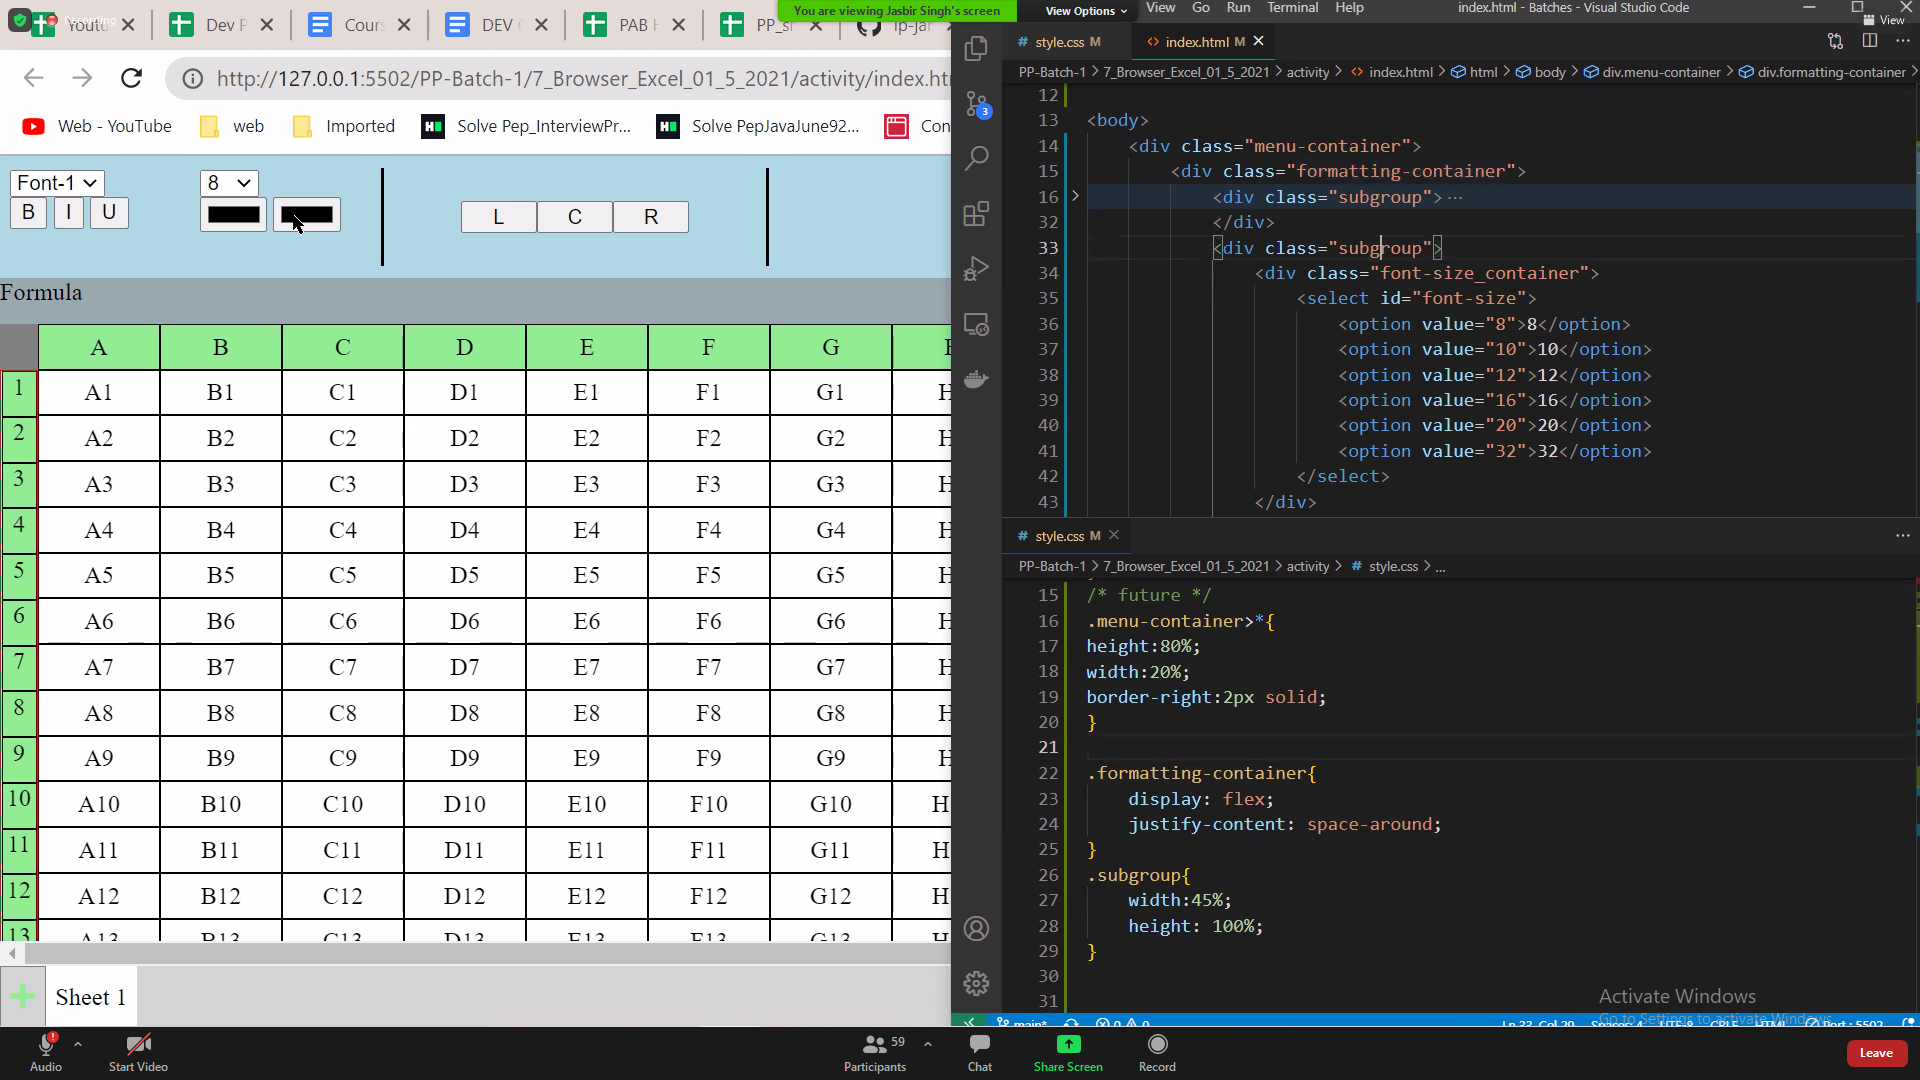 You are viewing Jasbir Singh's screen
View Options
Recording
Dev P
Cours
DEV
PAB H
PP_s
ip-jar
http://127.0.0.1:5502/PP-Batch-1/7_Browser_Excel_01_5_2021/activity/index.ht
Web - YouTube
web
Imported
Solve Pep_InterviewPr...
Solve PepJavaJune92...
Con
Font-1
8
B
I
U
L
C
R
Formula
A B C D E F G
1 A1 B1 C1 D1 E1 F1 G1 H
2 A2 B2 C2 D2 E2 F2 G2 H
3 A3 B3 C3 D3 E3 F3 G3 H
4 A4 B4 C4 D4 E4 F4 G4 H
5 A5 B5 C5 D5 E5 F5 G5 H
6 A6 B6 C6 D6 E6 F6 G6 H
7 A7 B7 C7 D7 E7 F7 G7 H
8 A8 B8 C8 D8 E8 F8 G8 H
9 A9 B9 C9 D9 E9 F9 G9 H
10 A10 B10 C10 D10 E10 F10 G10 H
11 A11 B11 C11 D11 E11 F11 G11 H
12 A12 B12 C12 D12 E12 F12 G12 H
13 A13 B13 C13 D13 E13 F13 G13 H
Sheet 1
View Go Run Terminal Help
index.html - Batches - Visual Studio Code
View
# style.css M
<> index.html M
PP-Batch-1 > 7_Browser_Excel_01_5_2021 > activity > <> index.html > html > body > div.menu-container > div.formatting-container >
12
13 <body>
14 <div class="menu-container">
15 <div class="formatting-container">
16 <div class="subgroup"> ...
32 </div>
33 <div class="subgroup">
34 <div class="font-size_container">
35 <select id="font-size">
36 <option value="8">8</option>
37 <option value="10">10</option>
38 <option value="12">12</option>
39 <option value="16">16</option>
40 <option value="20">20</option>
41 <option value="32">32</option>
42 </select>
43 </div>
# style.css M
PP-Batch-1 > 7_Browser_Excel_01_5_2021 > activity > # style.css > ...
15 /* future */
16 .menu-container>*{
17 height:80%;
18 width:20%;
19 border-right:2px solid;
20 }
21
22 .formatting-container{
23 display: flex;
24 justify-content: space-around;
25 }
26 .subgroup{
27 width:45%;
28 height: 100%;
29 }
30
31
3
Activate Windows
Go to Settings to activate Windows.
main*
0 0
Ln 33, Col 29
Spaces: 4
UTF-8
CRLF
HTML
Port : 5502
Audio
Start Video
Participants
59
Chat
Share Screen
Record
Leave